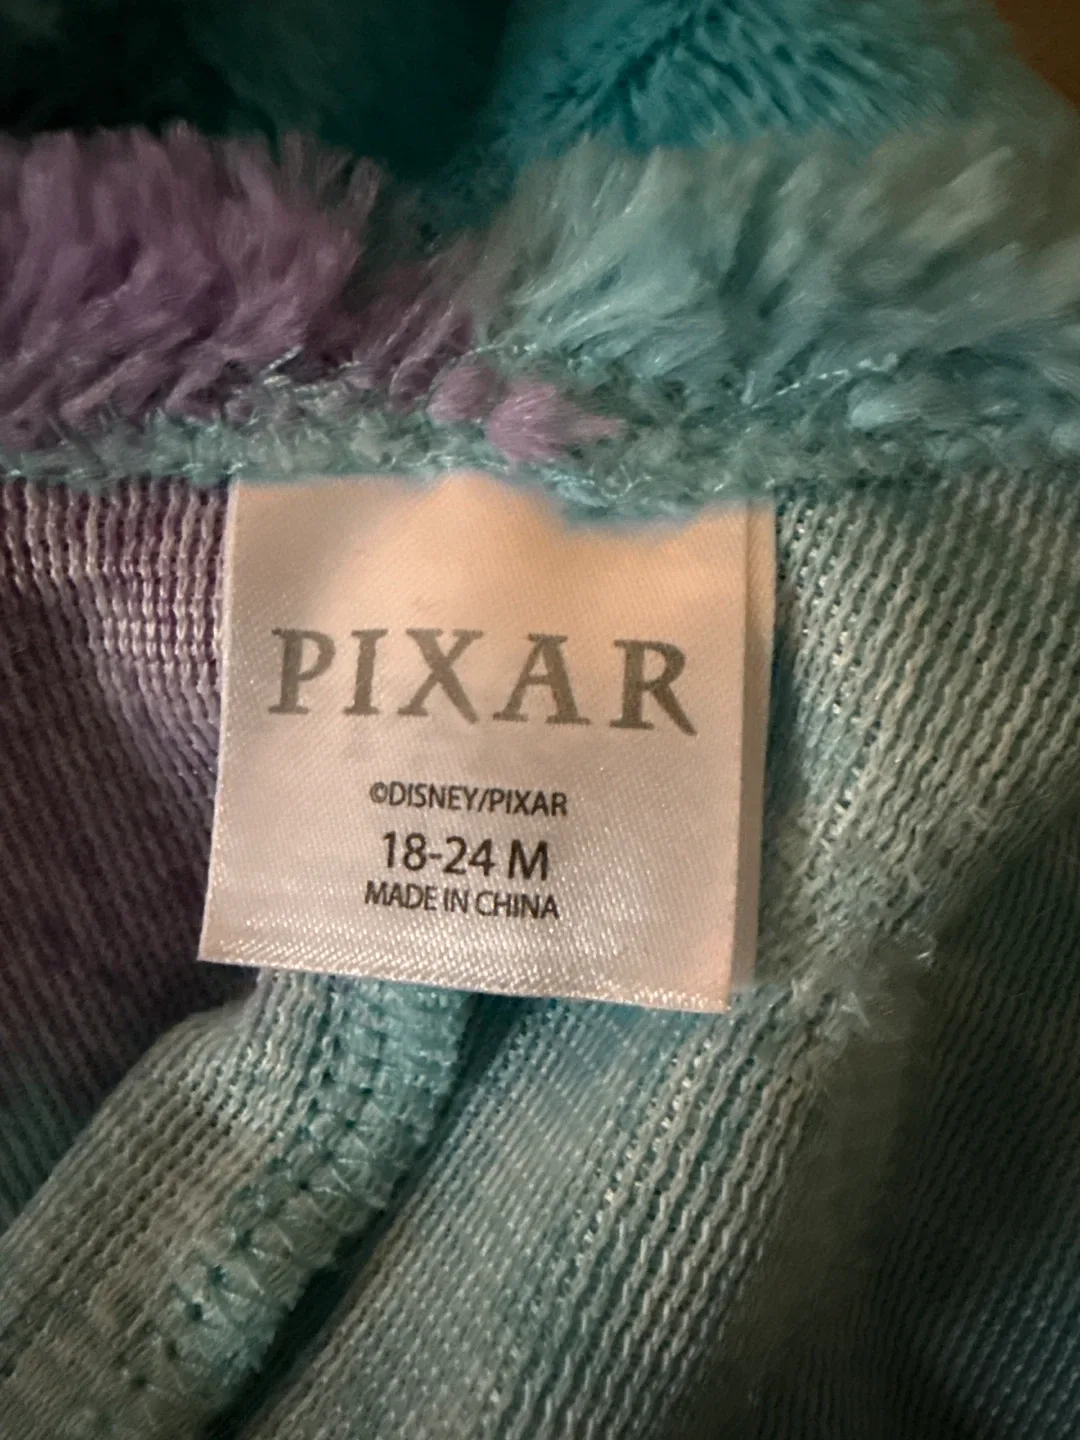 PIXAR
©DISNEY/PIXAR
18-24 M
MADE IN CHINA